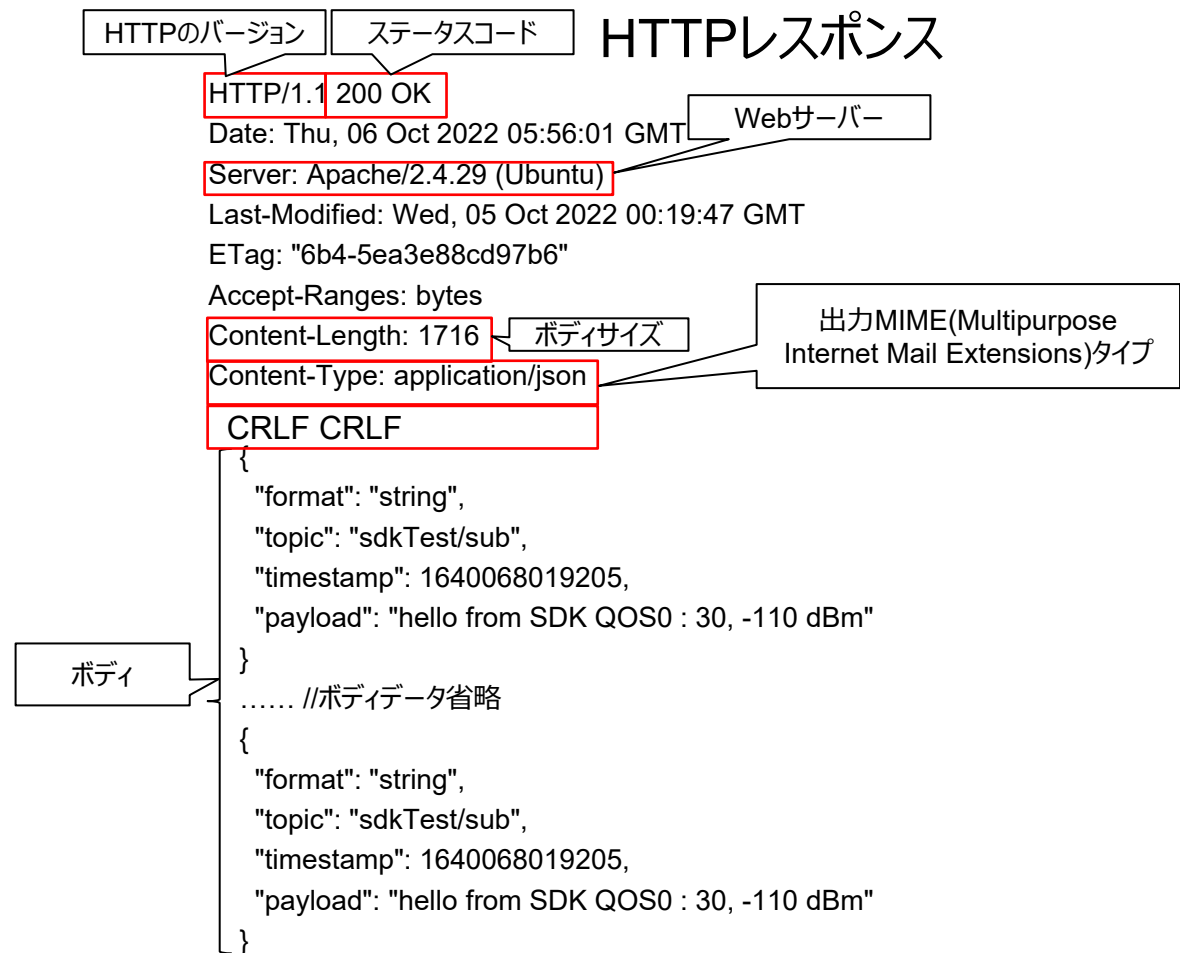 HTTPレスポンス
HTTPのバージョン
ステータスコード
HTTP/1.1 200 OK
Date: Thu, 06 Oct 2022 05:56:01 GMT
Webサーバー
Server: Apache/2.4.29 (Ubuntu)
Last-Modified: Wed, 05 Oct 2022 00:19:47 GMT
ETag: "6b4-5ea3e88cd97b6"
Accept-Ranges: bytes
Content-Length: 1716
ボディサイズ
出力MIME(Multipurpose
Internet Mail Extensions)タイプ
Content-Type: application/json
CRLF CRLF
{
"format": "string",
"topic": "sdkTest/sub",
"timestamp": 1640068019205,
"payload": "hello from SDK QOS0 : 30, -110 dBm"
}
ボディ
…… //ボディデータ省略
{
"format": "string",
"topic": "sdkTest/sub",
"timestamp": 1640068019205,
"payload": "hello from SDK QOS0 : 30, -110 dBm"
}